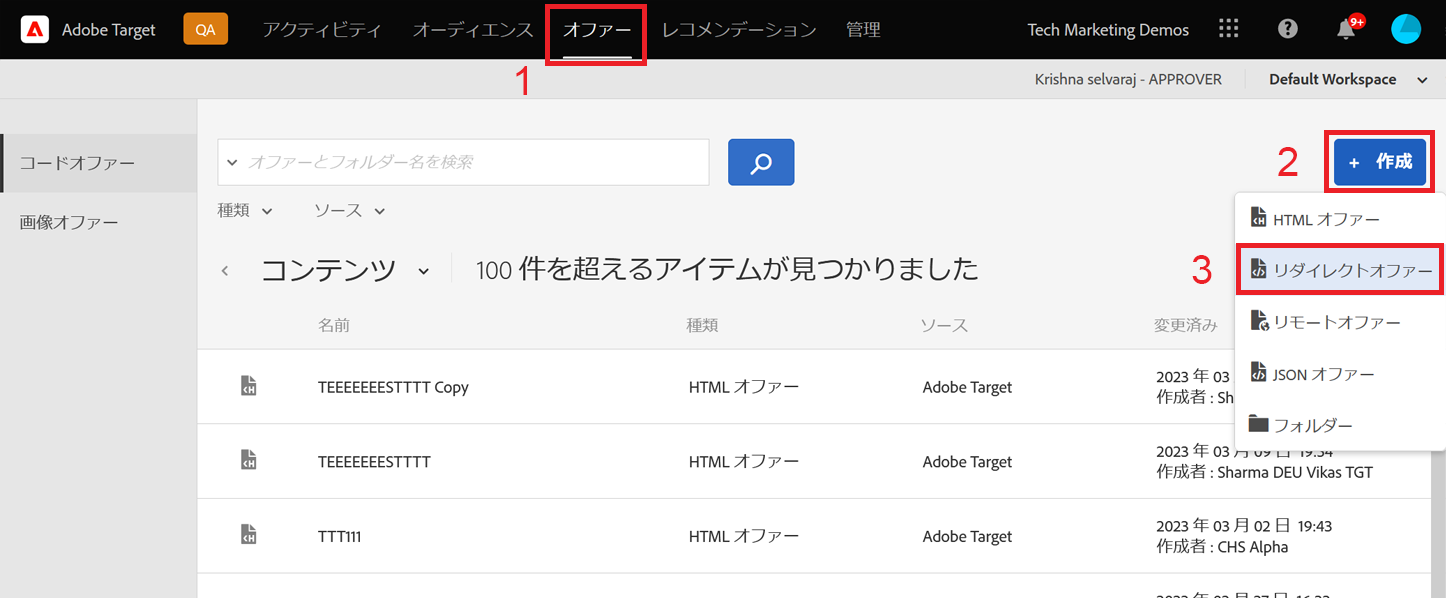 Adobe Target QA アクティビティ オーディエンス オファー レコメンデーション 管理 Tech Marketing Demos 9+
1
Krishna selvaraj - APPROVER Default Workspace
コードオファー
画像オファー
オファーとフォルダー名を検索
2
+ 作成
種類 ソース
HTML オファー
3
リダイレクトオファー
リモートオファー
JSON オファー
フォルダー
コンテンツ 100 件を超えるアイテムが見つかりました
名前 種類 ソース 変更済み
TEEEEEEESTTTT Copy HTML オファー Adobe Target 2023 年 03
作成者 : Sh
TEEEEEEESTTTT HTML オファー Adobe Target 2023 年 03 月 09 日 19:34
作成者 : Sharma DEU Vikas TGT
TTT111 HTML オファー Adobe Target 2023 年 03 月 02 日 19:43
作成者 : CHS Alpha